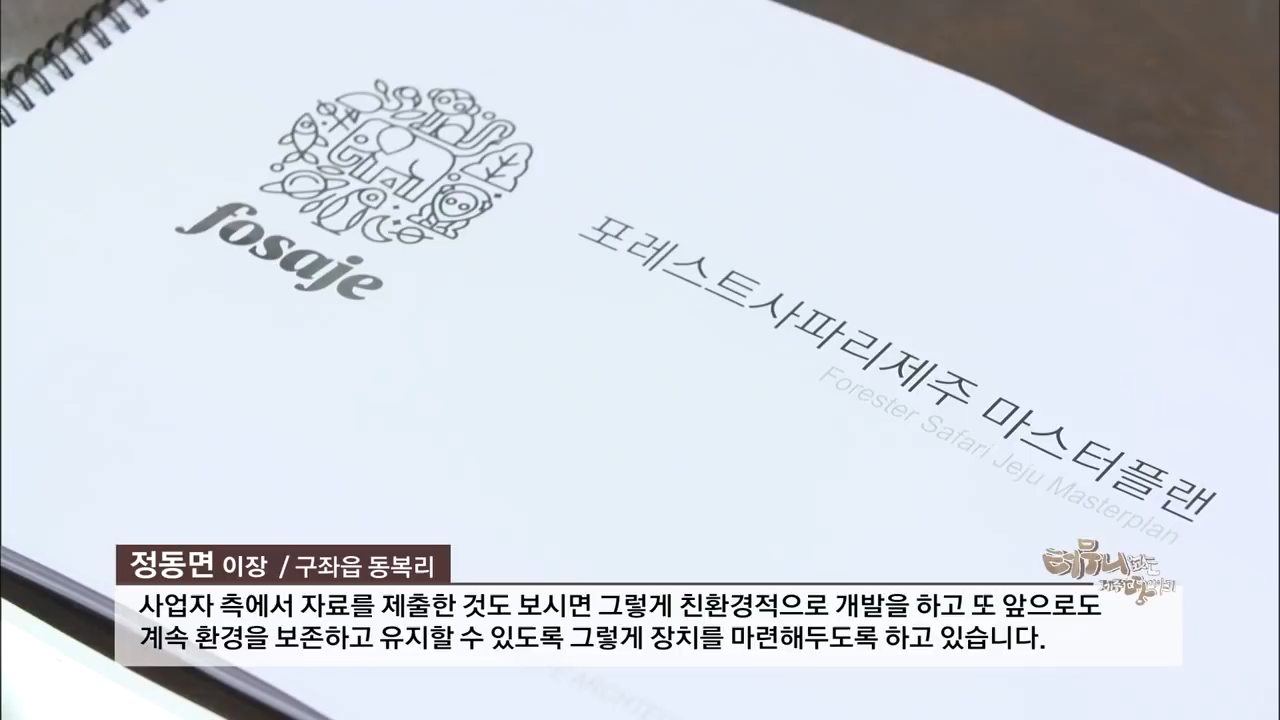 fosaje
포레스트사파리제주 마스터플랜
Forester Safari Jeju Masterplan
정동면 이장 / 구좌읍 동복리
사업자 측에서 자료를 제출한 것도 보시면 그렇게 친환경적으로 개발을 하고 또 앞으로도
계속 환경을 보존하고 유지할 수 있도록 그렇게 장치를 마련해두도록 하고 있습니다.